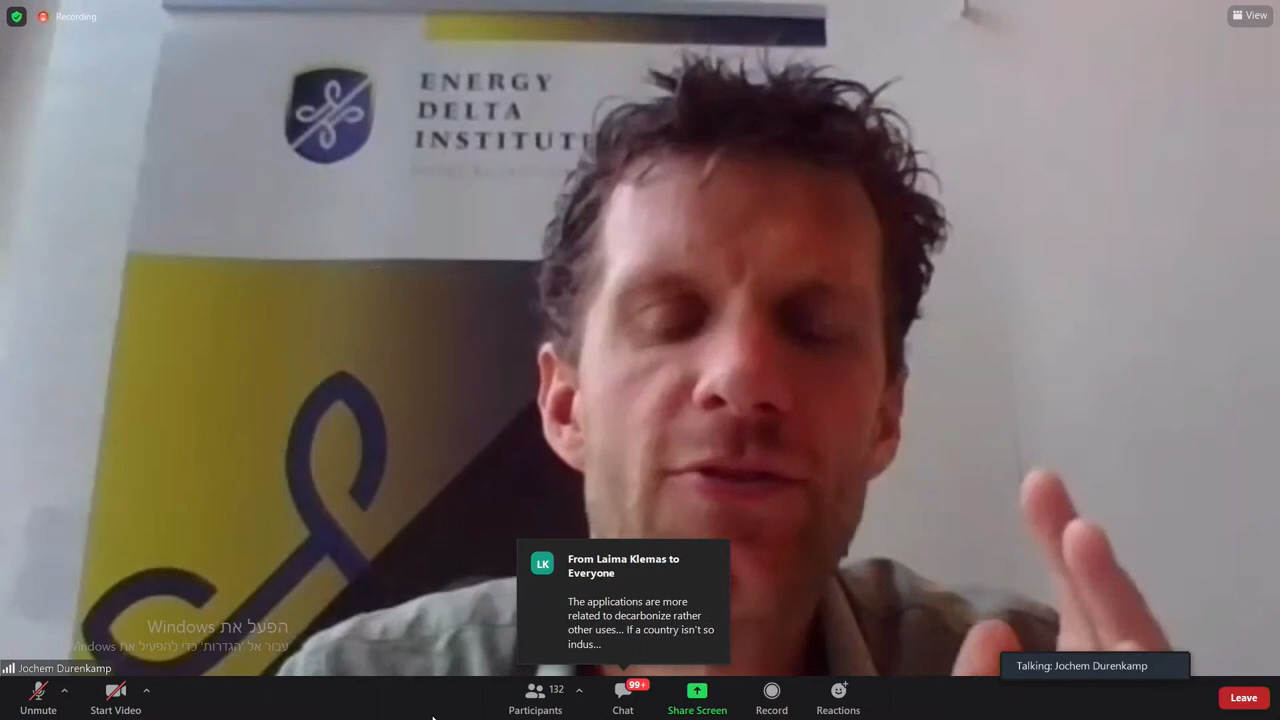 Recording
View
ENERGY
DELTA
INSTITUTE
LK
From Laima Klemas to
Everyone
The applications are more
related to decarbonize rather
other uses... If a country isn't so
indus...
הפעל את Windows
עבור אל 'הגדרות' כדי להפעיל את Windows
Jochem Durenkamp
Talking: Jochem Durenkamp
Unmute
Start Video
132
Participants
99+
Chat
Share Screen
Record
Reactions
Leave